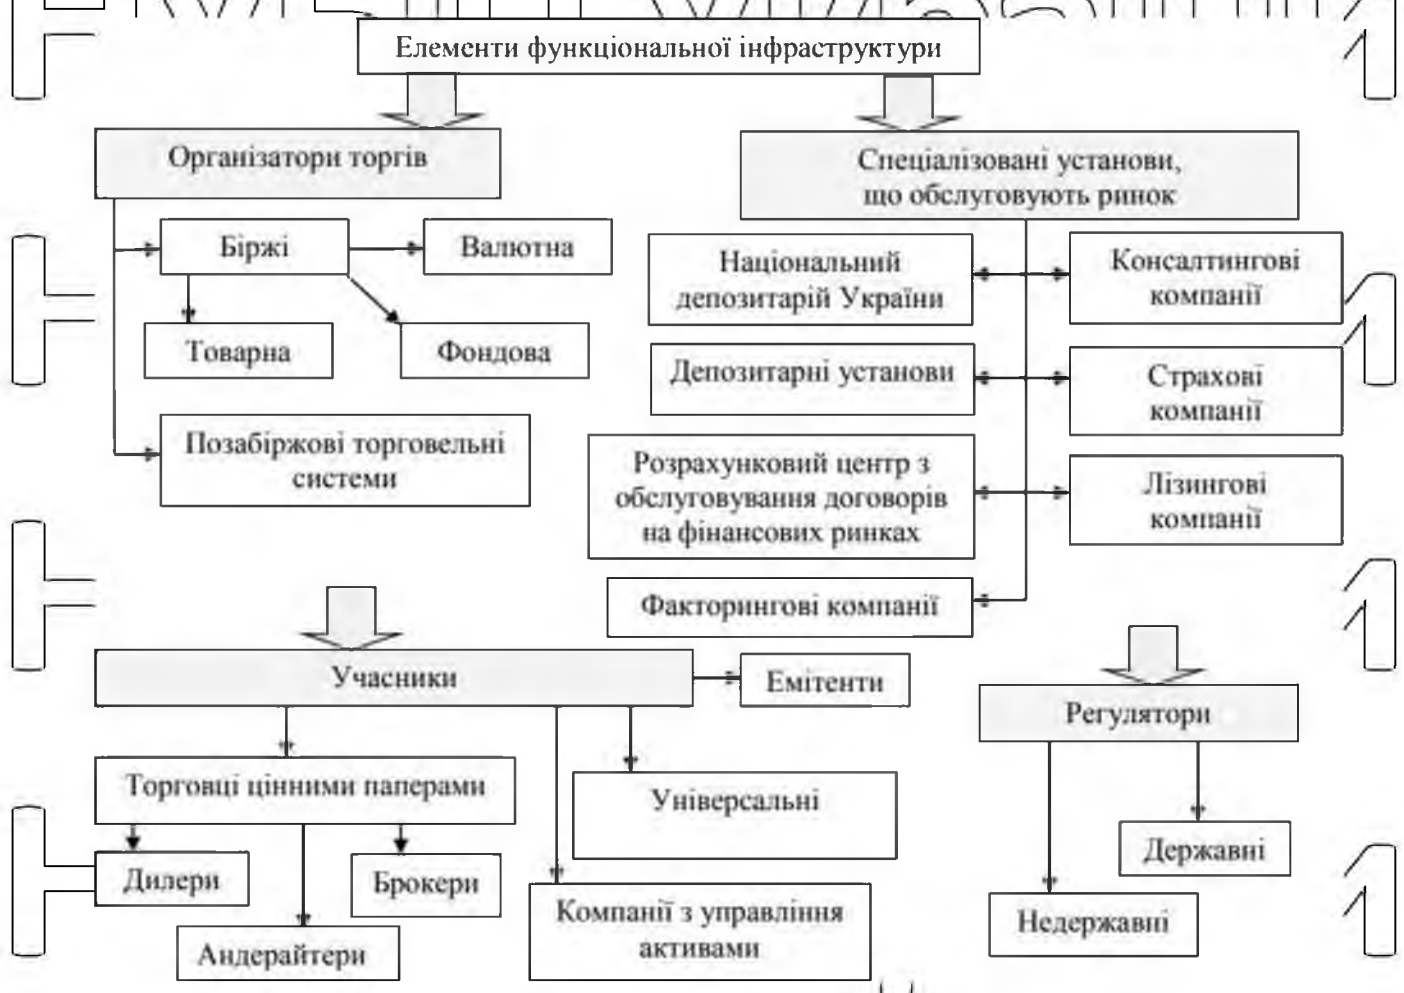 Елементи функціональної інфраструктури
Організатори торгів
Біржі
Валютна
Товарна
Фондова
Позабіржові торговельні
системи
Спеціалізовані установи,
що обслуговують ринок
Національний
депозитарій України
Консалтингові
компанії
Депозитарні установи
Страхові
компанії
Розрахунковий центр з
обслуговування договорів
на фінансових ринках
Лізингові
компанії
Факторингові компанії
Учасники
Емітенти
Торговці цінними паперами
Універсальні
Дилери
Брокери
Андерайтери
Компанії з управління
активами
Регулятори
Державні
Недержавні